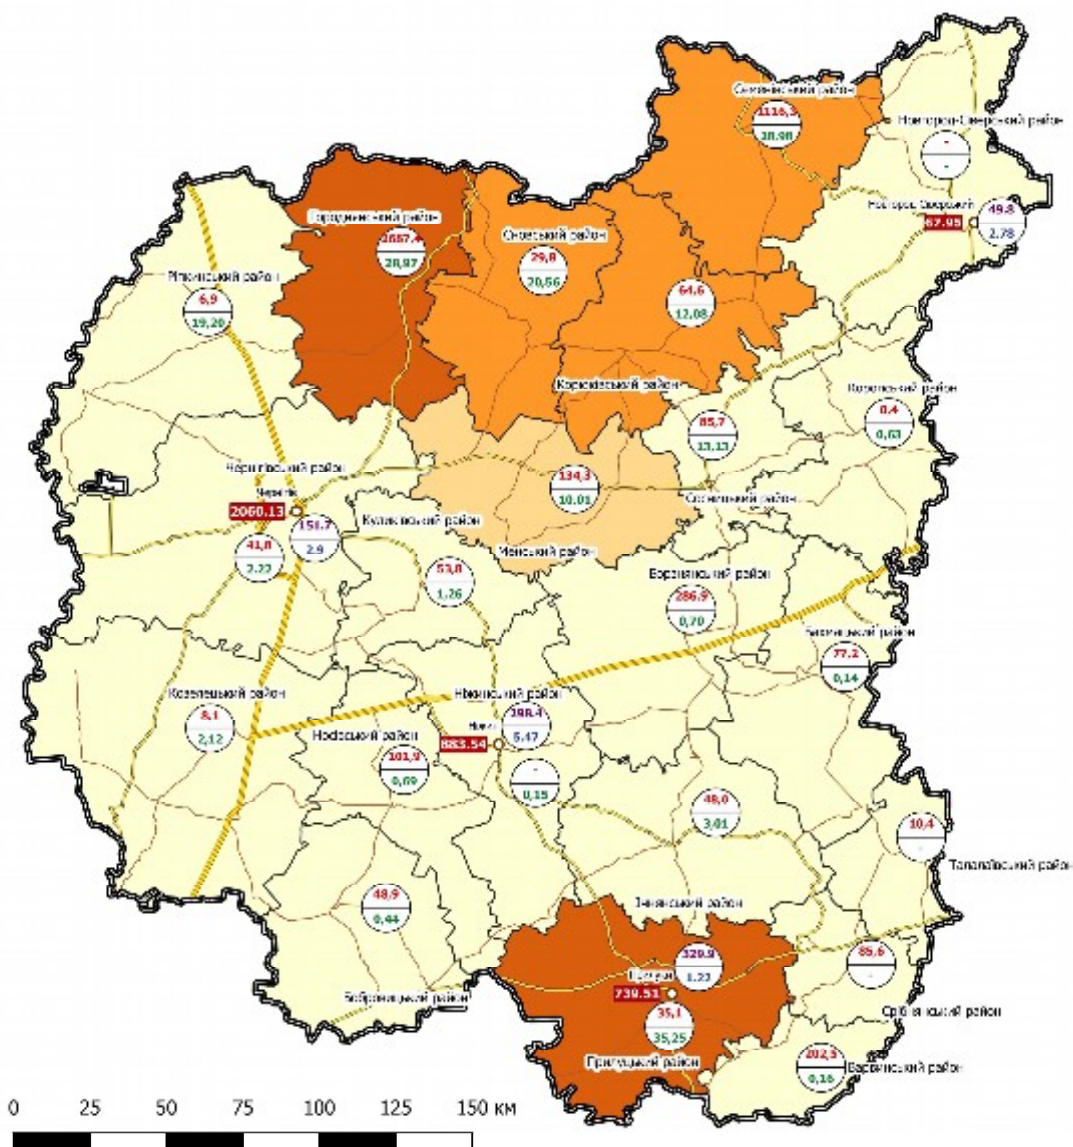 Семенівський район
1116,3
18,98
Новгород-Сіверський район
-
-
Новгород-Сіверський
67.95
49.8
2.78
Городнянський район
28,97
Сновський район
29,8
20,56
64,6
12,08
Корюківський район
Ріпкинський район
6,9
19,20
Коропський район
0,4
0,63
85,7
13,13
Сосницький район
Чернігівський район
Чернігів
2060.13
151.7
2.9
41,8
2,22
134,3
10,01
Менський район
Куликівський район
53,8
1,26
Борзнянський район
286,9
0,70
Бахмацький район
77,2
0,14
Козелецький район
8,1
2,12
Ніжинський район
Ніжин
883.54
5.47
-
0,15
Носівський район
101,9
0,69
48,0
3,01
Ічнянський район
10,4
-
Талалаївський район
48,9
0,44
Бобровицький район
85,6
-
Срібнянський район
Прилуки
739.51
329.9
1.22
35,1
35,25
Прилуцький район
202,5
0,16
Варвинський район
0 25 50 75 100 125 150 км